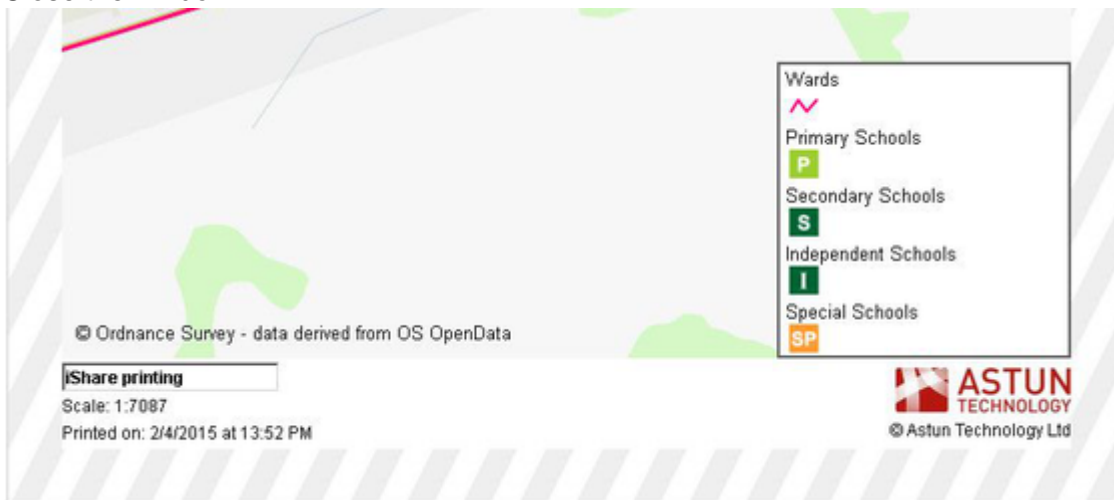 Wards
Primary Schools
P
Secondary Schools
S
Independent Schools
I
Special Schools
SP
© Ordnance Survey - data derived from OS OpenData
iShare printing
Scale: 1:7087
Printed on: 2/4/2015 at 13:52 PM
ASTUN
TECHNOLOGY
© Astun Technology Ltd